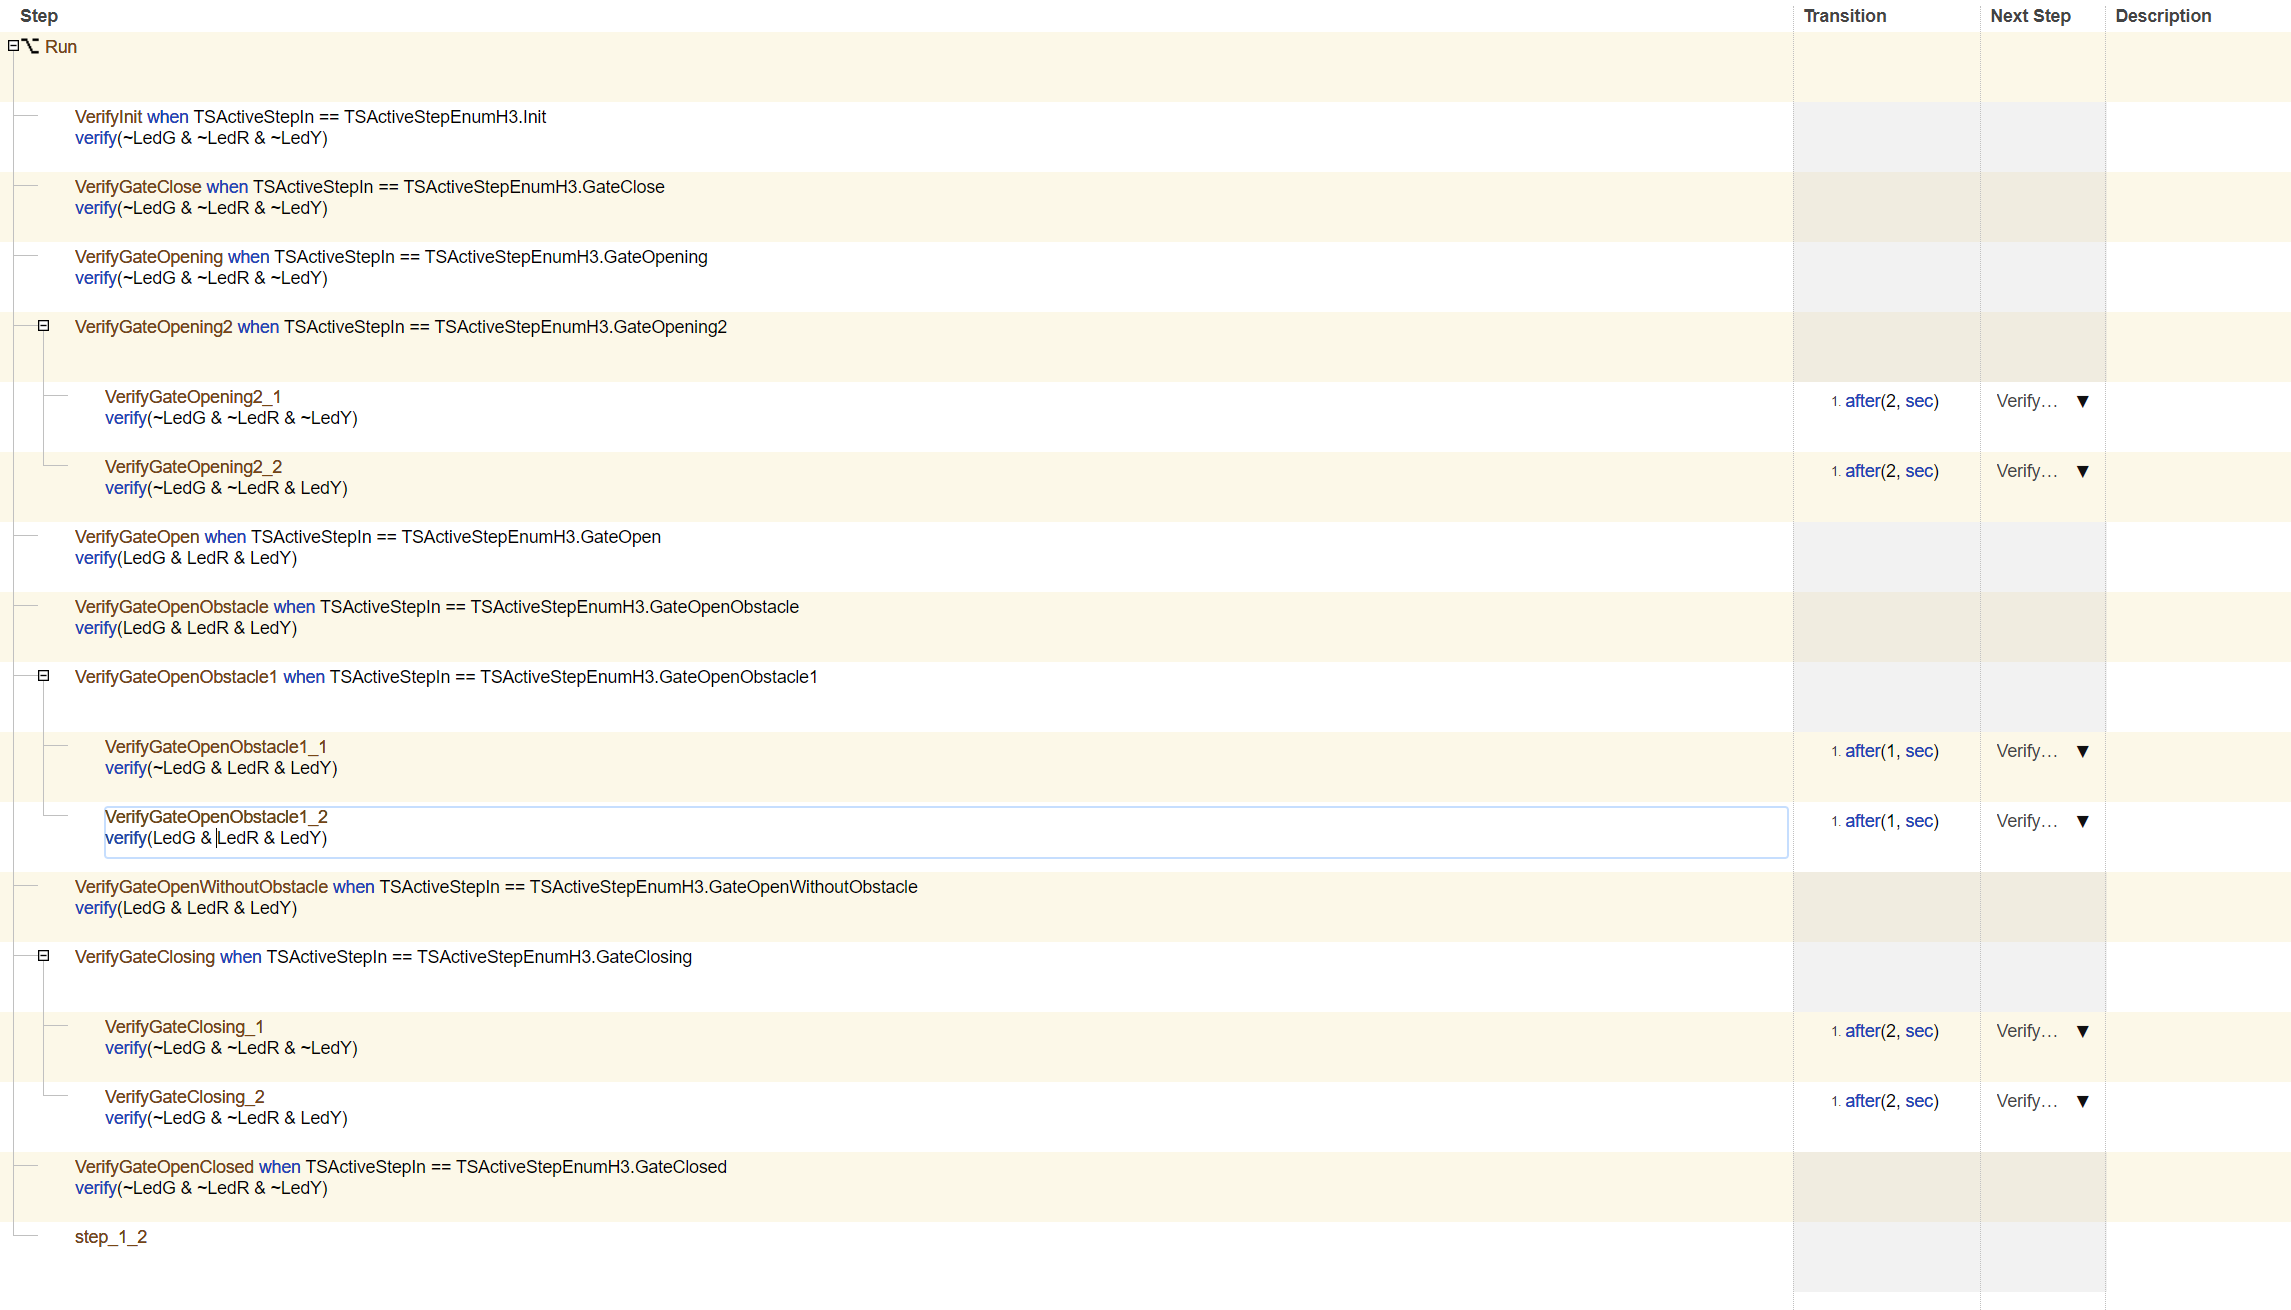 Step Transition Next Step Description
Run
VerifyInit when TSActiveStepIn == TSActiveStepEnumH3.Init
verify(~LedG & ~LedR & ~LedY)
VerifyGateClose when TSActiveStepIn == TSActiveStepEnumH3.GateClose
verify(~LedG & ~LedR & ~LedY)
VerifyGateOpening when TSActiveStepIn == TSActiveStepEnumH3.GateOpening
verify(~LedG & ~LedR & ~LedY)
VerifyGateOpening2 when TSActiveStepIn == TSActiveStepEnumH3.GateOpening2
VerifyGateOpening2_1
verify(~LedG & ~LedR & ~LedY)
1. after(2, sec) Verify…
VerifyGateOpening2_2
verify(~LedG & ~LedR & LedY)
1. after(2, sec) Verify…
VerifyGateOpen when TSActiveStepIn == TSActiveStepEnumH3.GateOpen
verify(LedG & LedR & LedY)
VerifyGateOpenObstacle when TSActiveStepIn == TSActiveStepEnumH3.GateOpenObstacle
verify(LedG & LedR & LedY)
VerifyGateOpenObstacle1 when TSActiveStepIn == TSActiveStepEnumH3.GateOpenObstacle1
VerifyGateOpenObstacle1_1
verify(~LedG & LedR & LedY)
1. after(1, sec) Verify…
VerifyGateOpenObstacle1_2
verify(LedG & LedR & LedY)
1. after(1, sec) Verify…
VerifyGateOpenWithoutObstacle when TSActiveStepIn == TSActiveStepEnumH3.GateOpenWithoutObstacle
verify(LedG & LedR & LedY)
VerifyGateClosing when TSActiveStepIn == TSActiveStepEnumH3.GateClosing
VerifyGateClosing_1
verify(~LedG & ~LedR & ~LedY)
1. after(2, sec) Verify…
VerifyGateClosing_2
verify(~LedG & ~LedR & LedY)
1. after(2, sec) Verify…
VerifyGateOpenClosed when TSActiveStepIn == TSActiveStepEnumH3.GateClosed
verify(~LedG & ~LedR & ~LedY)
step_1_2